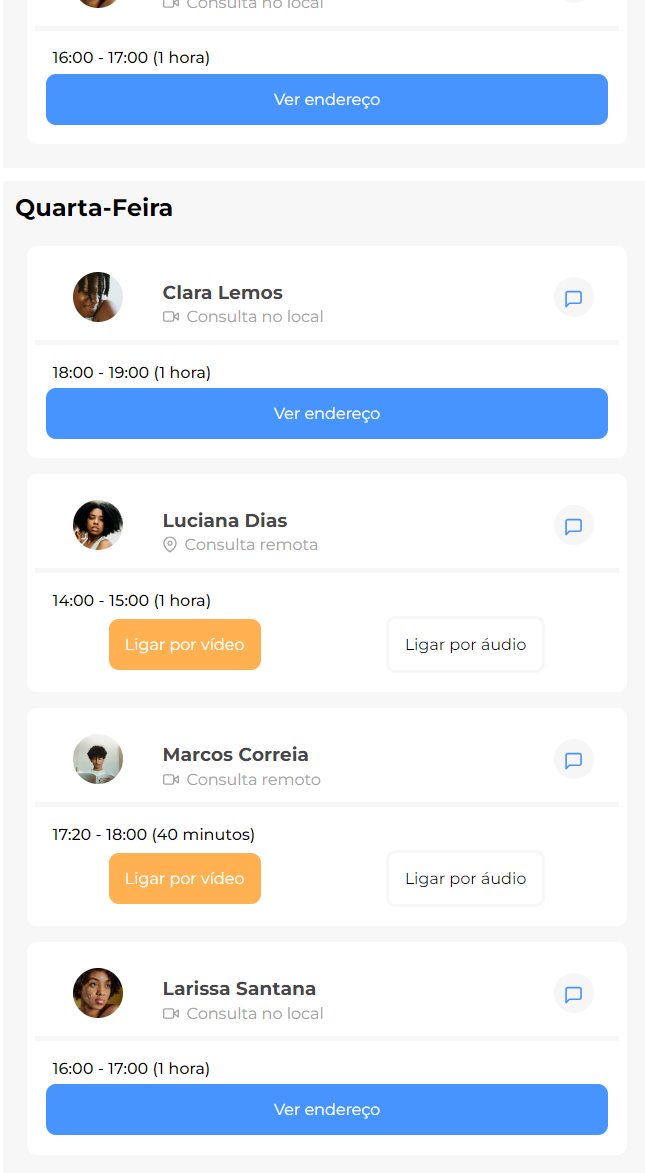 Consulta no local
16:00 - 17:00 (1 hora)
Ver endereço
Quarta-Feira
Clara Lemos
Consulta no local
18:00 - 19:00 (1 hora)
Ver endereço
Luciana Dias
Consulta remota
14:00 - 15:00 (1 hora)
Ligar por vídeo Ligar por áudio
Marcos Correia
Consulta remoto
17:20 - 18:00 (40 minutos)
Ligar por vídeo Ligar por áudio
Larissa Santana
Consulta no local
16:00 - 17:00 (1 hora)
Ver endereço